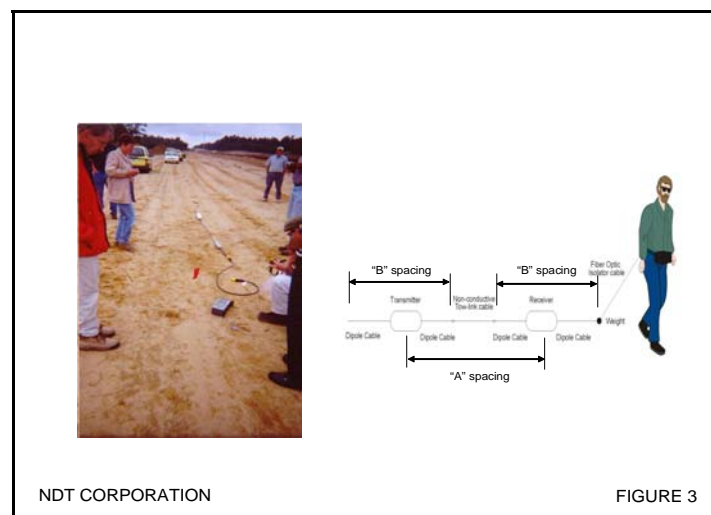 "B" spacing
"B" spacing
Fiber Optic
Isolator cable
Transmitter
Non-conductive
Tow-link cable
Receiver
Weight
Dipole Cable
Dipole Cable
Dipole Cable
Dipole Cable
"A" spacing
NDT CORPORATION
FIGURE 3